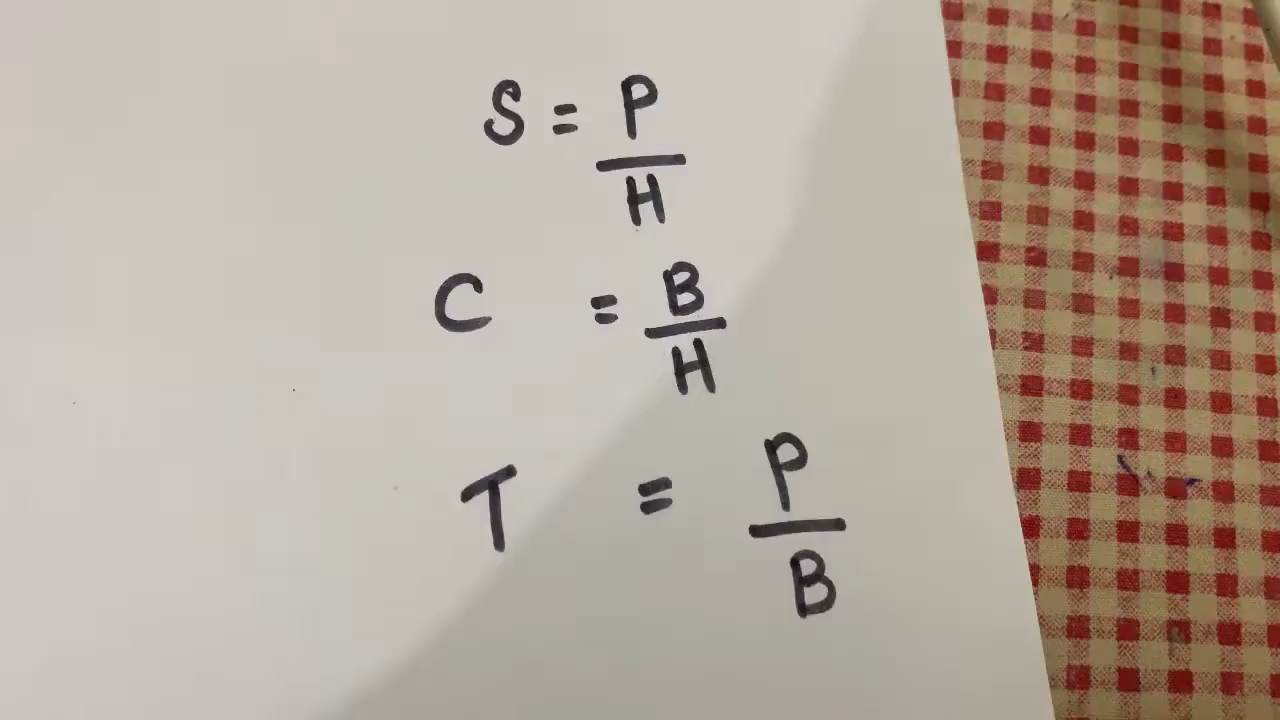 S = P/H
C = B/H
T = P/B